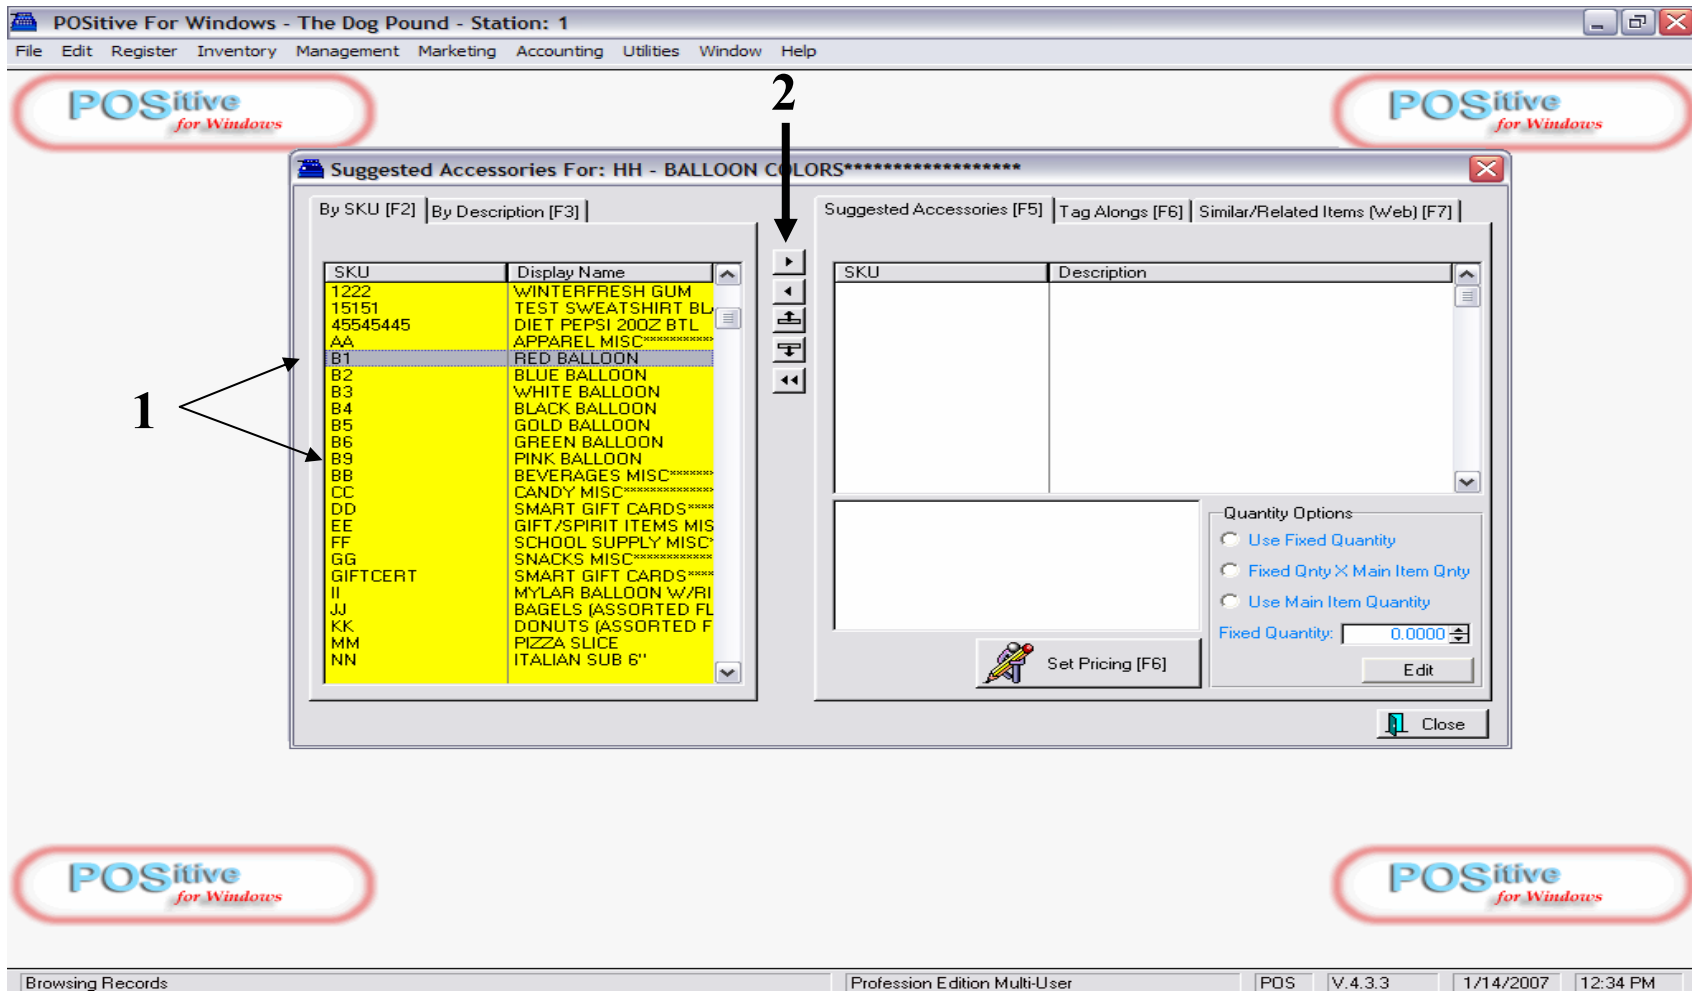 POSitive For Windows - The Dog Pound - Station: 1
File Edit Register Inventory Management Marketing Accounting Utilities Window Help
POSitive
for Windows
2
POSitive
for Windows
Suggested Accessories For: HH - BALLOON COLORS******************
By SKU [F2] By Description [F3]
Suggested Accessories [F5] Tag Alongs [F6] Similar/Related Items (Web) [F7]
SKU Display Name
1222 WINTERFRESH GUM
15151 TEST SWEATSHIRT BL
45545445 DIET PEPSI 20OZ BTL
AA APPAREL MISC***********
B1 RED BALLOON
B2 BLUE BALLOON
B3 WHITE BALLOON
B4 BLACK BALLOON
B5 GOLD BALLOON
B6 GREEN BALLOON
B9 PINK BALLOON
BB BEVERAGES MISC*******
CC CANDY MISC*************
DD SMART GIFT CARDS****
EE GIFT/SPIRIT ITEMS MIS
FF SCHOOL SUPPLY MISC*
GG SNACKS MISC************
GIFTCERT SMART GIFT CARDS****
II MYLAR BALLOON W/RI
JJ BAGELS (ASSORTED FL
KK DONUTS (ASSORTED F
MM PIZZA SLICE
NN ITALIAN SUB 6''
1
SKU Description
Quantity Options
Use Fixed Quantity
Fixed Qnty X Main Item Qnty
Use Main Item Quantity
Fixed Quantity: 0.0000
Set Pricing [F6]
Edit
Close
POSitive
for Windows
POSitive
for Windows
Browsing Records Profession Edition Multi-User POS V.4.3.3 1/14/2007 12:34 PM